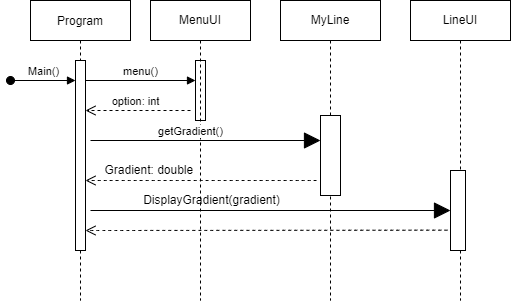 Program
MenuUI
MyLine
LineUI
Main()
menu()
option: int
getGradient()
Gradient: double
DisplayGradient(gradient)